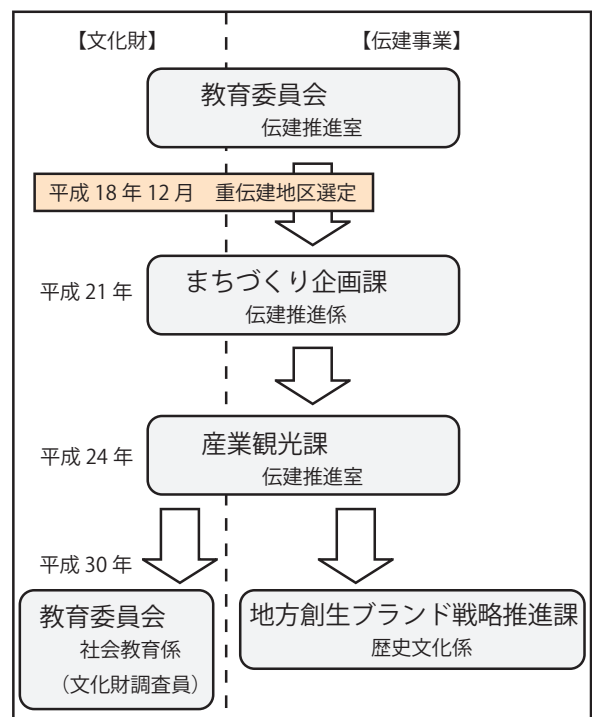 【文化財】 【伝建事業】
教育委員会
伝建推進室
平成 18 年 12 月　重伝建地区選定
平成 21 年
まちづくり企画課
伝建推進係
平成 24 年
産業観光課
伝建推進室
平成 30 年
教育委員会
社会教育係
（文化財調査員）
地方創生ブランド戦略推進課
歴史文化係